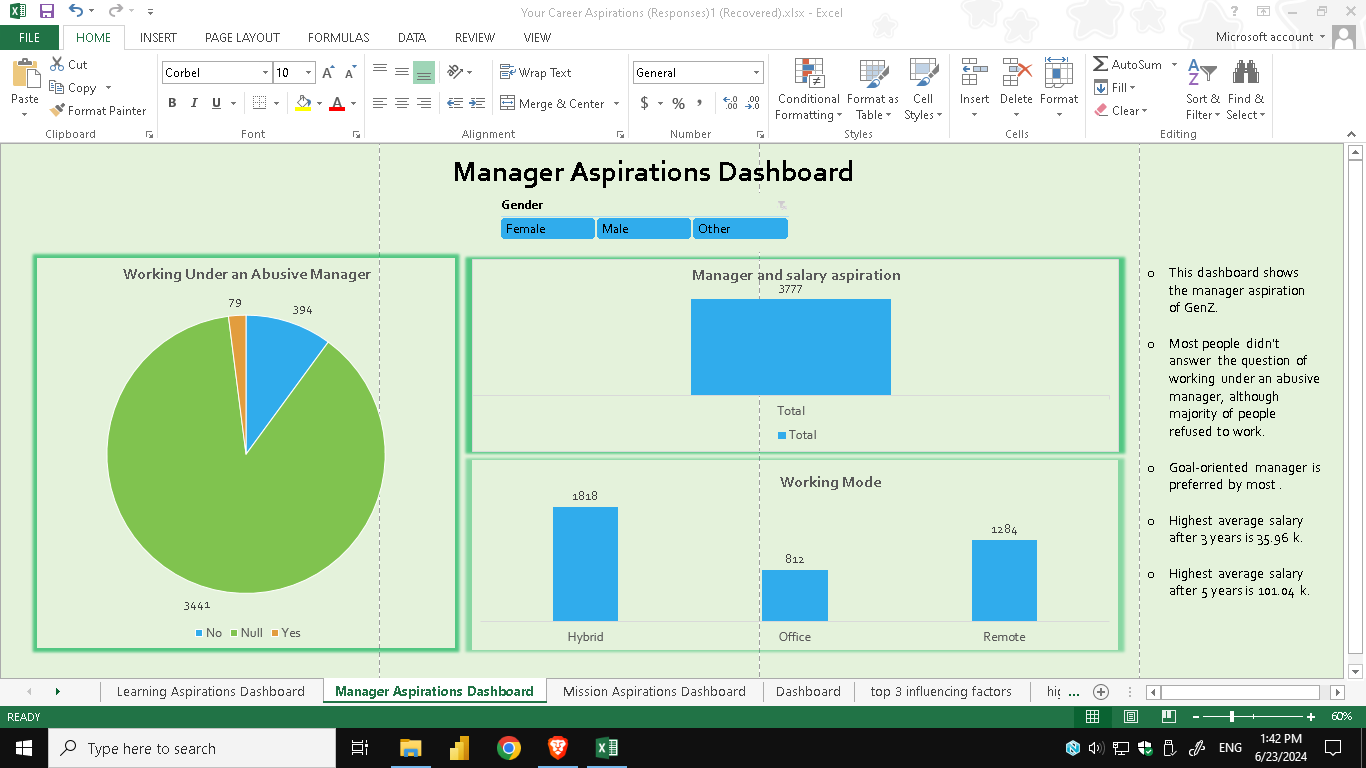 Your Career Aspirations (Responses)1 (Recovered).xlsx - Excel
FILE HOME INSERT PAGE LAYOUT FORMULAS DATA REVIEW VIEW Microsoft account
Paste
Cut
Copy
Format Painter
Clipboard
Corbel 10
B I U
Font
Wrap Text
Merge & Center
Alignment
General
$ % ,
Number
Conditional Formatting
Format as Table
Cell Styles
Styles
Insert Delete Format
Cells
AutoSum
Fill
Clear
Sort & Filter
Find & Select
Editing
Manager Aspirations Dashboard
Gender
Female Male Other
Working Under an Abusive Manager
79 394
3441
No Null Yes
Manager and salary aspiration
3777
Total
Total
Working Mode
1818 812 1284
Hybrid Office Remote
o This dashboard shows
the manager aspiration
of GenZ.
o Most people didn't
answer the question of
working under an abusive
manager, although
majority of people
refused to work.
o Goal-oriented manager is
preferred by most .
o Highest average salary
after 3 years is 35.96 k.
o Highest average salary
after 5 years is 101.04 k.
Learning Aspirations Dashboard Manager Aspirations Dashboard Mission Aspirations Dashboard Dashboard top 3 influencing factors hig ...
READY 60%
Type here to search ENG 1:42 PM
6/23/2024